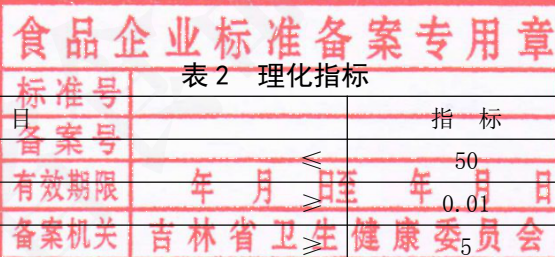 食品企业标准备案专用章
表 2 理化指标
标准号
目 指 标
备案号
≤ 50
有效期限 年 月 日至 年 月 日
≥ 0.01
备案机关 吉林省卫生健康委员会
≥ 5